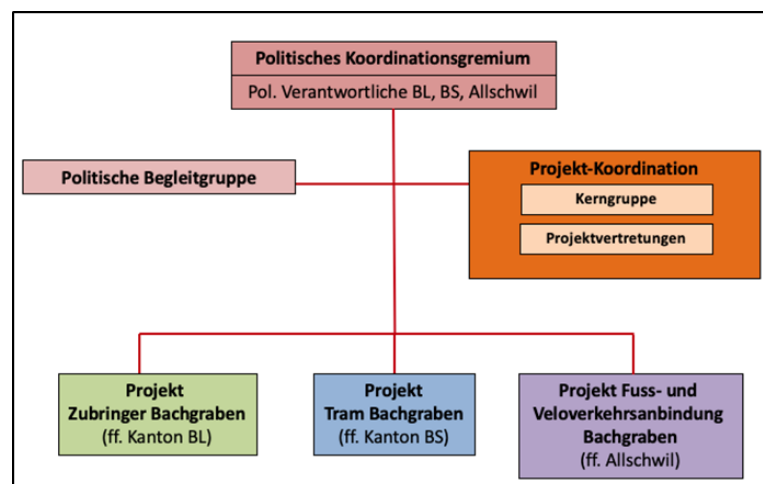 Politisches Koordinationsgremium
Pol. Verantwortliche BL, BS, Allschwil
Politische Begleitgruppe
Projekt-Koordination
Kerngruppe
Projektvertretungen
Projekt
Zubringer Bachgraben
(ff. Kanton BL)
Projekt
Tram Bachgraben
(ff. Kanton BS)
Projekt Fuss- und
Veloverkehrsanbindung
Bachgraben
(ff. Allschwil)